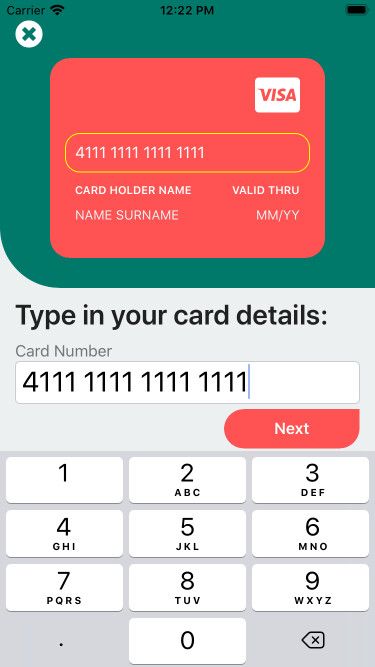 Carrier 12:22 PM
VISA
4111 1111 1111 1111
CARD HOLDER NAME VALID THRU
NAME SURNAME MM/YY
Type in your card details:
Card Number
4111 1111 1111 1111
Next
1 2 3
ABC DEF
4 5 6
GHI JKL MNO
7 8 9
PQRS TUV WXYZ
. 0